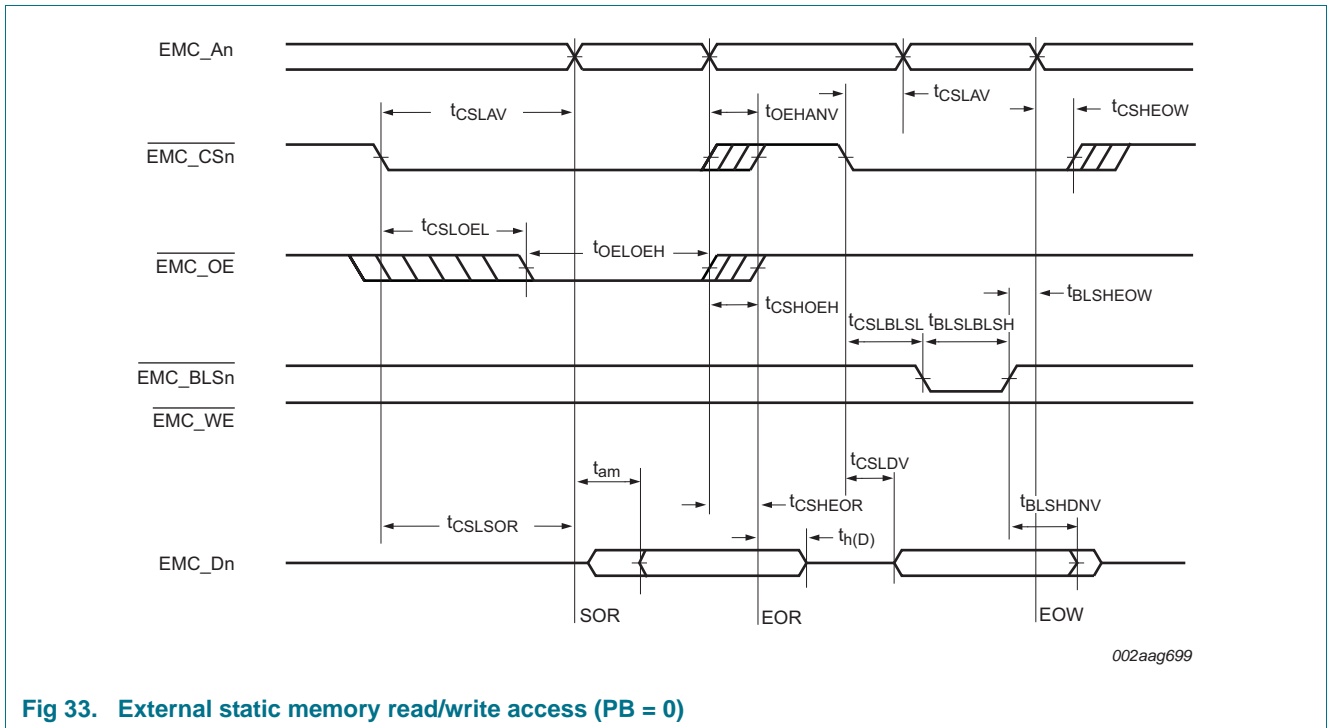 EMC_An
tCSLAV
tOEHANV
tCSLAV
tCSHEOW
EMC_CSn
tCSLOEL
tOELOEH
EMC_OE
tCSHOEH
tBLSHEOW
tCSLBLSL
tBLSLBLSH
EMC_BLSn
EMC_WE
tam
tCSLDV
tCSLSOR
tCSHEOR
tBLSHDNV
th(D)
EMC_Dn
SOR
EOR
EOW
002aag699
Fig 33. External static memory read/write access (PB = 0)